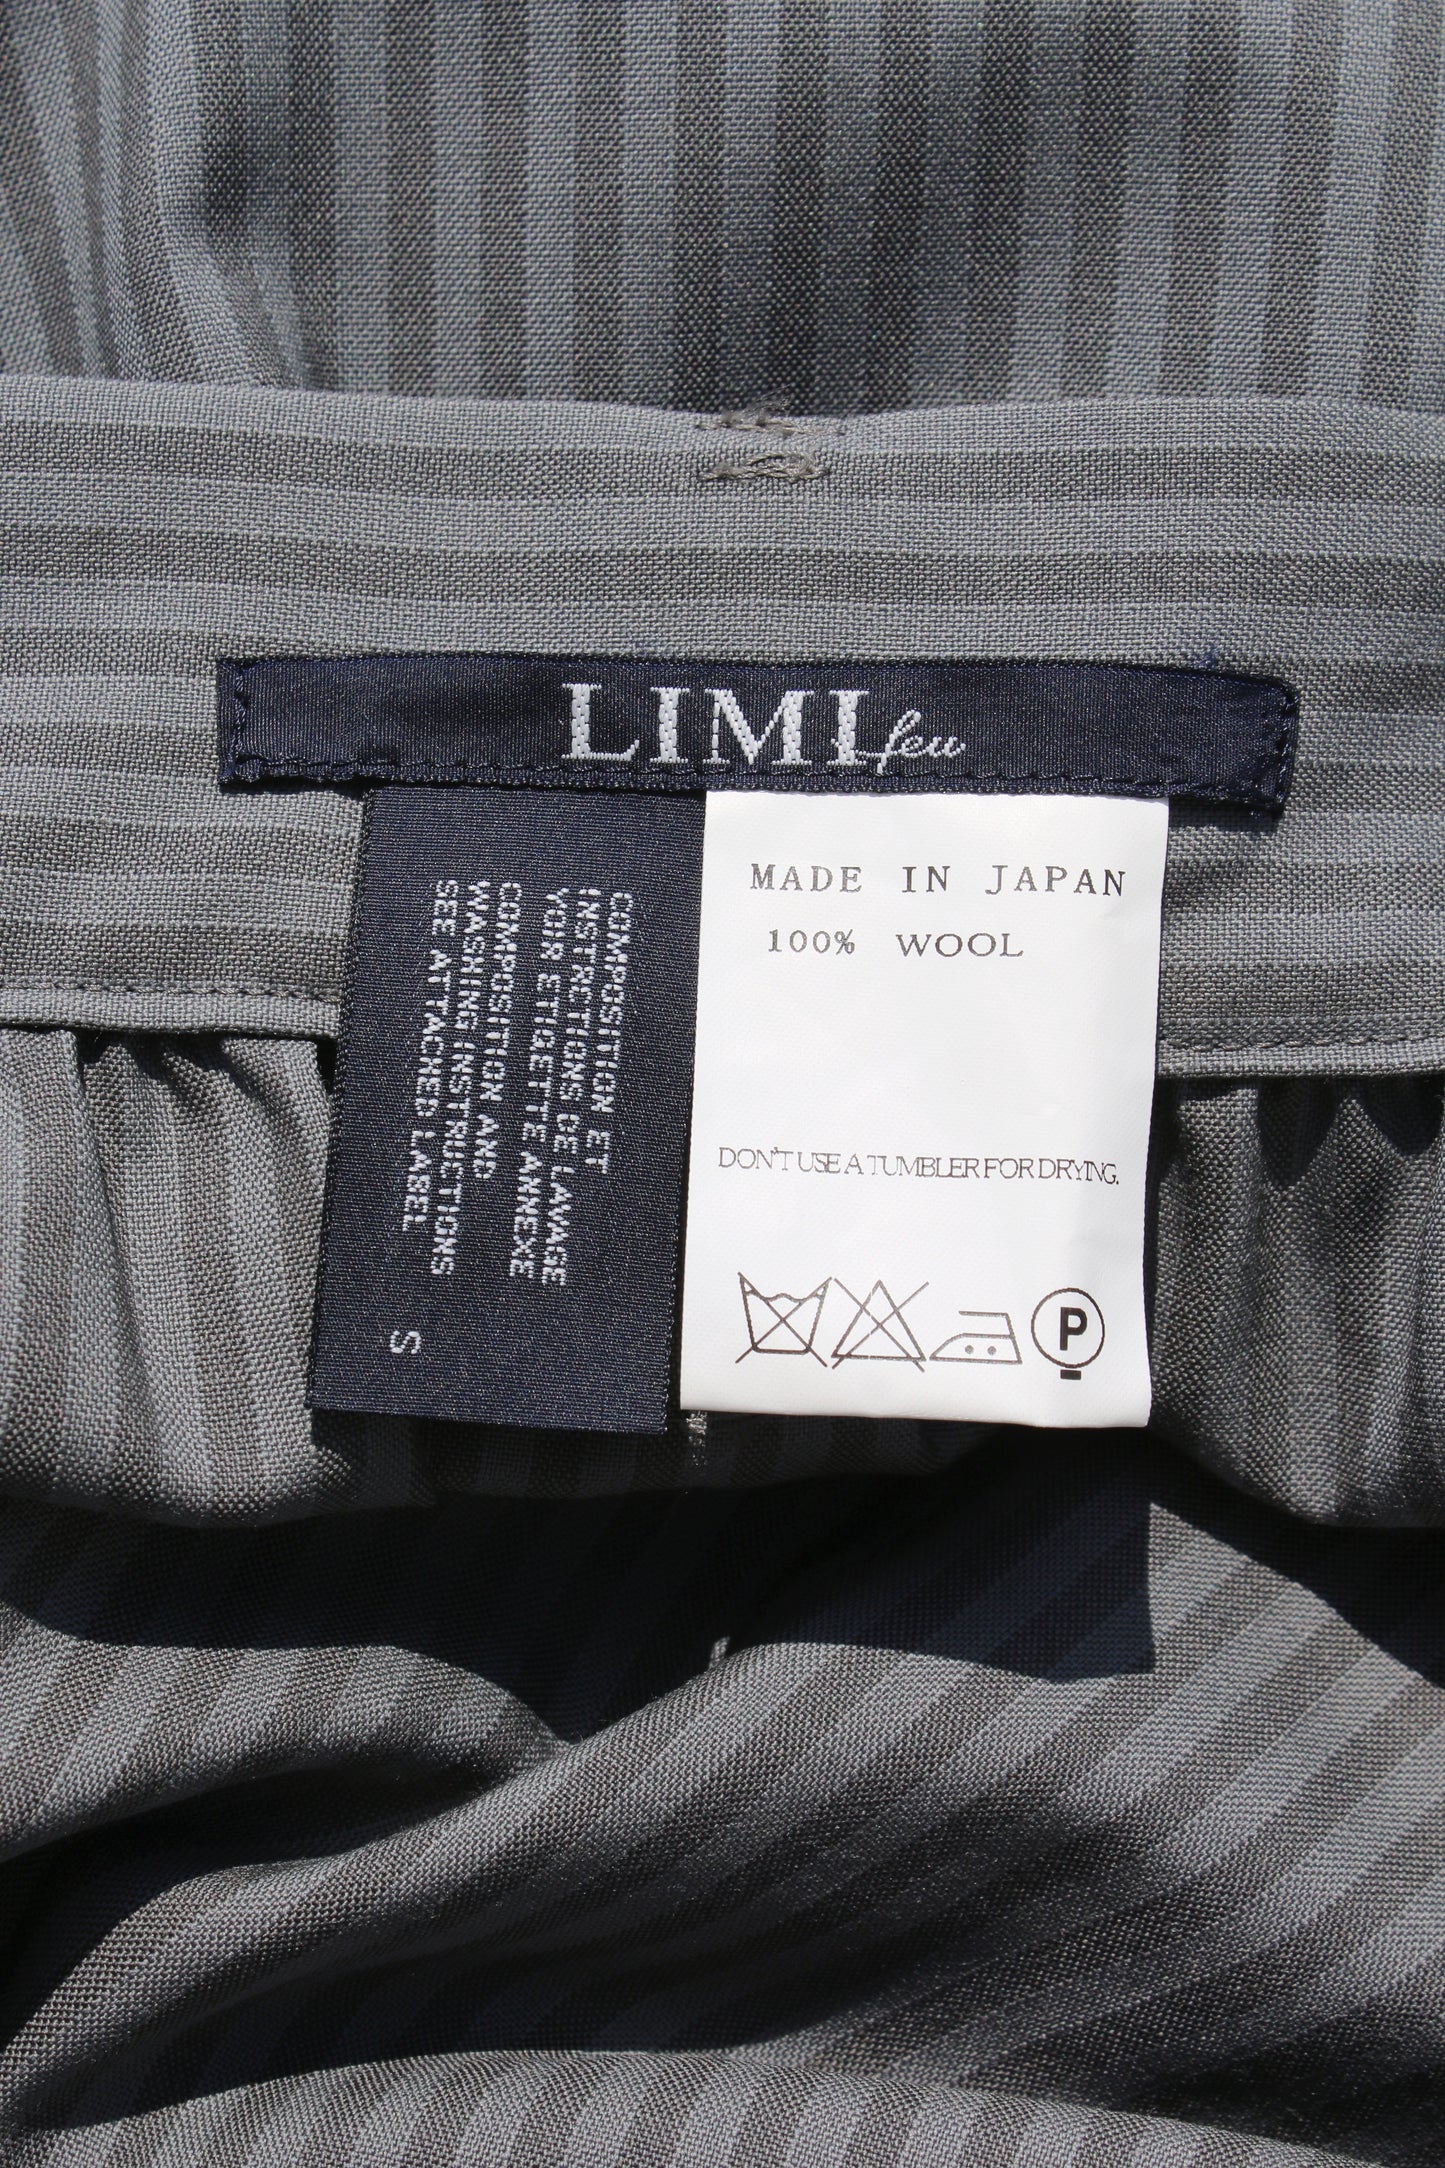 LIMI feu
COMPOSITION ET
INSTRUCTIONS DE LAVAGE
VOIR ETIQUETTE ANNEXE
COMPOSITION AND
WASHING INSTRUCTIONS
SEE ATTACHED LABEL
S
MADE IN JAPAN
100% WOOL
DON'T USE A TUMBLER FOR DRYING.
P